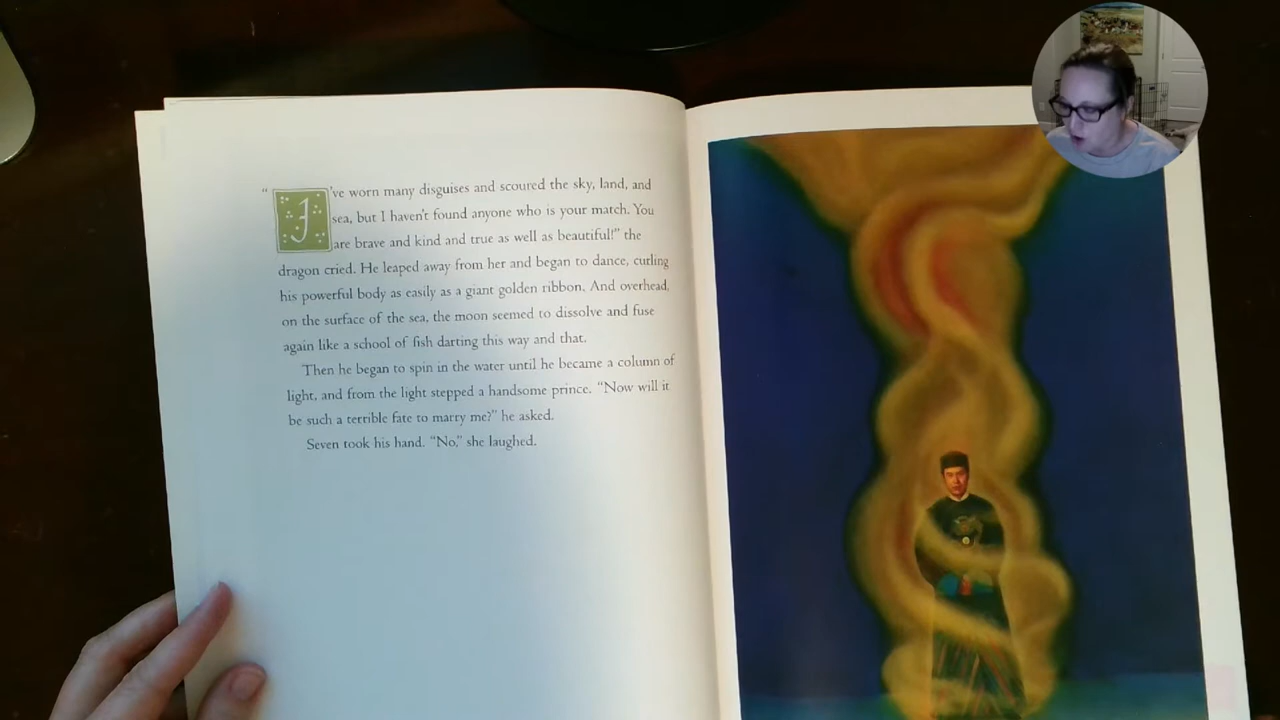 “I’ve worn many disguises and scoured the sky, land, and
sea, but I haven’t found anyone who is your match. You
are brave and kind and true as well as beautiful!” the
dragon cried. He leaped away from her and began to dance, curling
his powerful body as easily as a giant golden ribbon. And overhead,
on the surface of the sea, the moon seemed to dissolve and fuse
again like a school of fish darting this way and that.
Then he began to spin in the water until he became a column of
light, and from the light stepped a handsome prince. “Now will it
be such a terrible fate to marry me?” he asked.
Seven took his hand. “No,” she laughed.